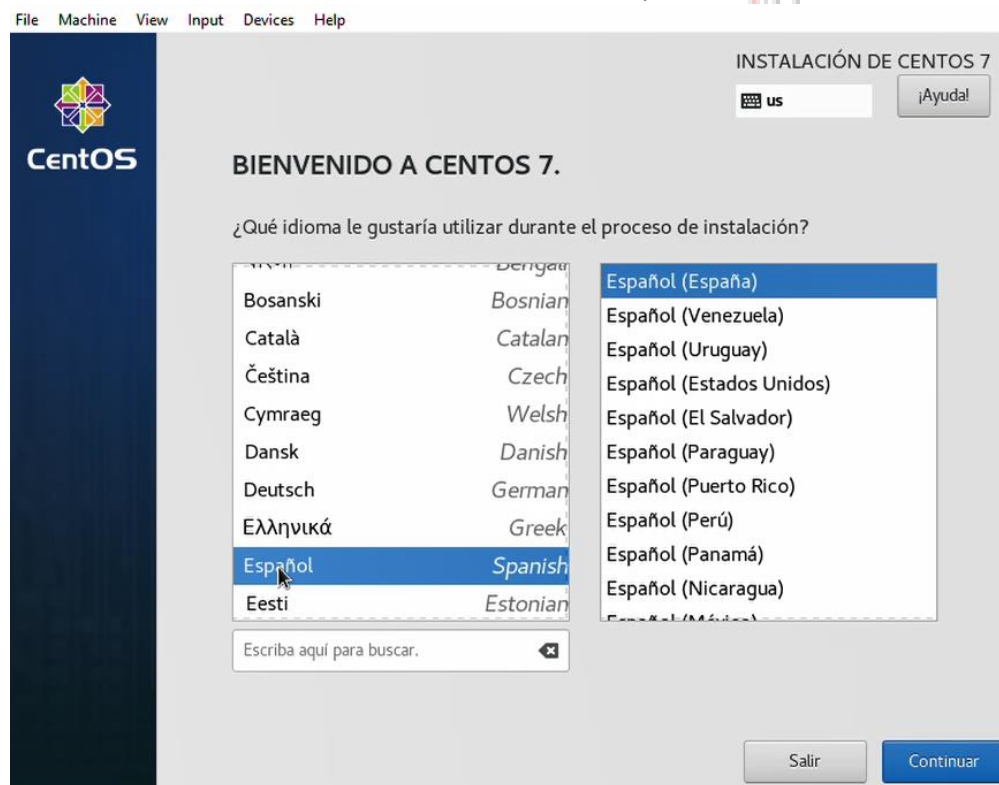 File Machine View Input Devices Help
INSTALACIÓN DE CENTOS 7
us
¡Ayuda!
CentOS
BIENVENIDO A CENTOS 7.
¿Qué idioma le gustaría utilizar durante el proceso de instalación?
Bengali
Bosanski Bosnian
Català Catalan
Čeština Czech
Cymraeg Welsh
Dansk Danish
Deutsch German
Ελληνικά Greek
Español Spanish
Eesti Estonian
Escriba aquí para buscar.
Español (España)
Español (Venezuela)
Español (Uruguay)
Español (Estados Unidos)
Español (El Salvador)
Español (Paraguay)
Español (Puerto Rico)
Español (Perú)
Español (Panamá)
Español (Nicaragua)
Español (México)
Salir
Continuar